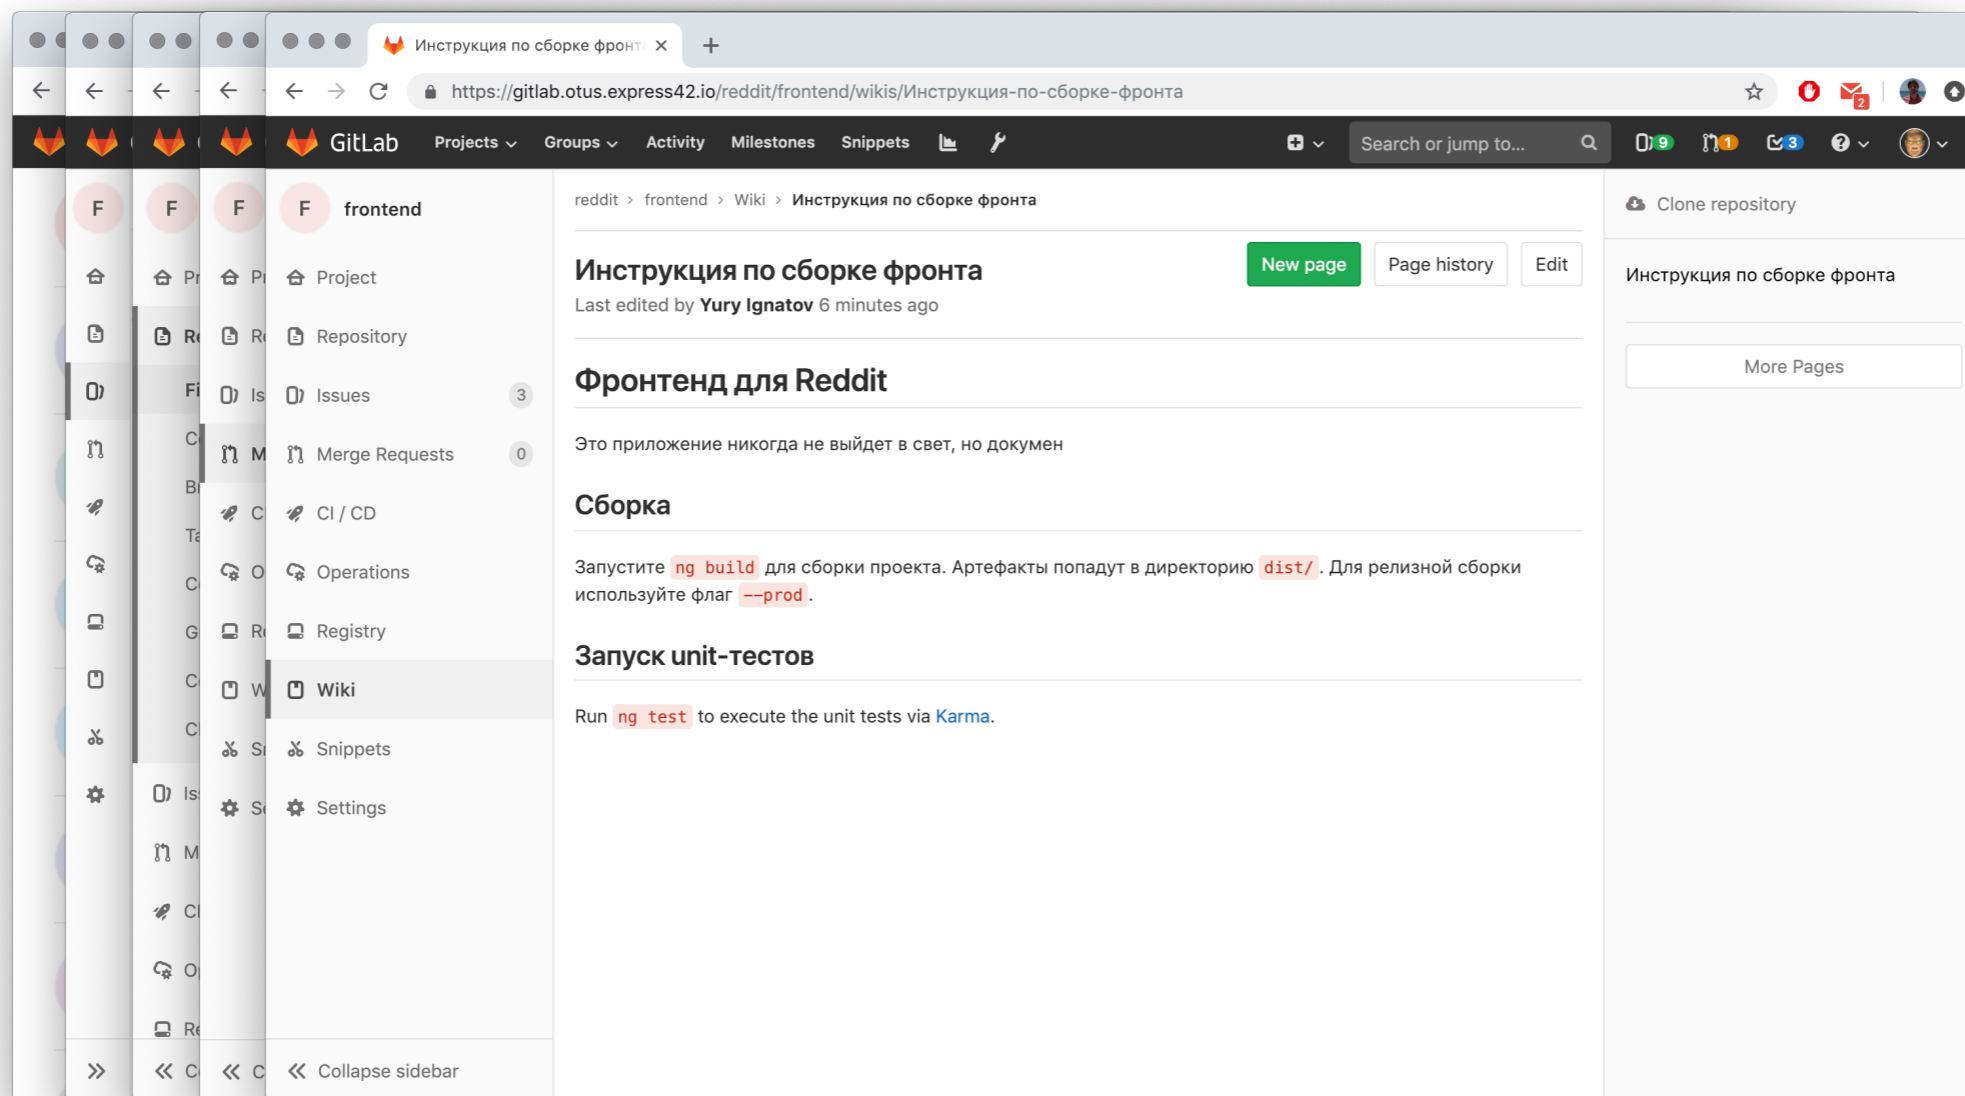 Инструкция по сборке фронт
https://gitlab.otus.express42.io/reddit/frontend/wikis/Инструкция-по-сборке-фронта
2
GitLab Projects Groups Activity Milestones Snippets Search or jump to... 9 1 3
F F F F frontend
reddit > frontend > Wiki > Инструкция по сборке фронта
Clone repository
Project
Repository
Issues 3
Merge Requests 0
CI / CD
Operations
Registry
Wiki
Snippets
Settings
Collapse sidebar
Инструкция по сборке фронта
New page Page history Edit
Last edited by Yury Ignatov 6 minutes ago
Фронтенд для Reddit
Это приложение никогда не выйдет в свет, но докумен
Сборка
Запустите ng build для сборки проекта. Артефакты попадут в директорию dist/ . Для релизной сборки
используйте флаг --prod .
Запуск unit-тестов
Run ng test to execute the unit tests via Karma.
Инструкция по сборке фронта
More Pages